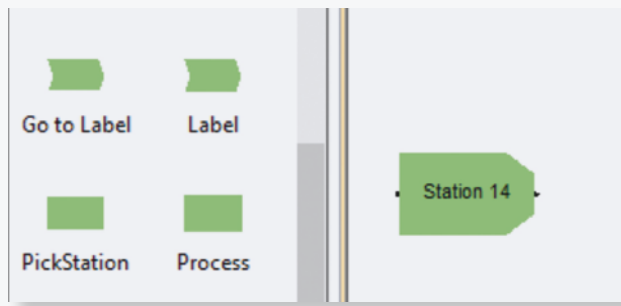 Go to Label
Label
Station 14
PickStation
Process